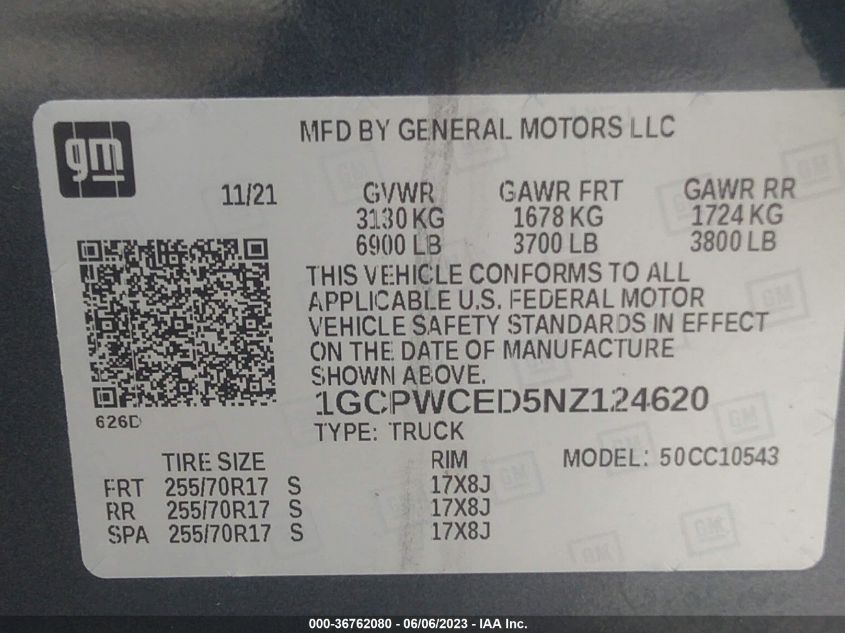 MFD BY GENERAL MOTORS LLC
gm
11/21 GVWR GAWR FRT GAWR RR
3130 KG 1678 KG 1724 KG
6900 LB 3700 LB 3800 LB
THIS VEHICLE CONFORMS TO ALL
APPLICABLE U.S. FEDERAL MOTOR
VEHICLE SAFETY STANDARDS IN EFFECT
ON THE DATE OF MANUFACTURE
SHOWN ABOVE.
626D
1GCPWCED5NZ124620
TYPE: TRUCK
TIRE SIZE RIM MODEL: 50CC10543
FRT 255/70R17 S 17X8J
RR 255/70R17 S 17X8J
SPA 255/70R17 S 17X8J
000-36762080 - 06/06/2023 - IAA Inc.